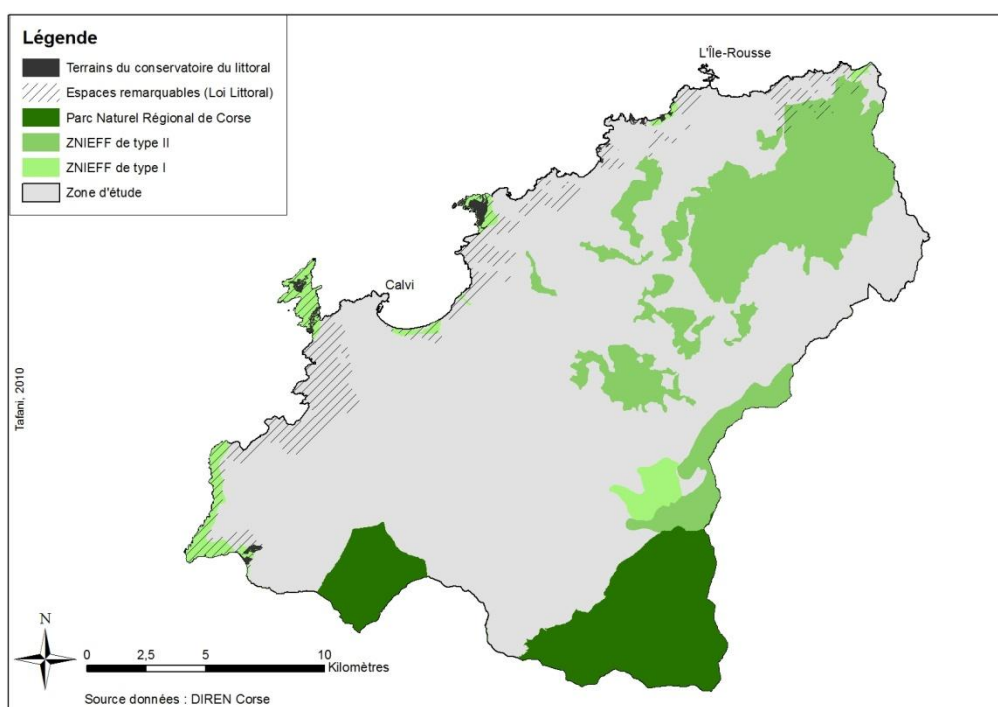 Légende
Terrains du conservatoire du littoral
Espaces remarquables (Loi Littoral)
Parc Naturel Régional de Corse
ZNIEFF de type II
ZNIEFF de type I
Zone d'étude
L'Île-Rousse
Calvi
Tafani, 2010
N
0 2,5 5 10
Kilomètres
Source données : DIREN Corse